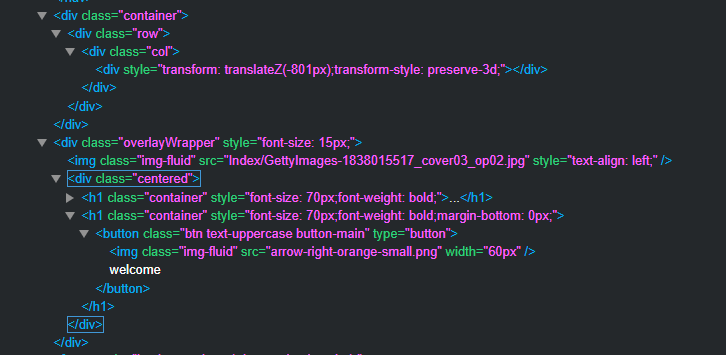 <div class="container">
<div class="row">
<div class="col">
<div style="transform: translateZ(-801px);transform-style: preserve-3d;"></div>
</div>
</div>
</div>
<div class="overlayWrapper" style="font-size: 15px;">
<img class="img-fluid" src="Index/GettyImages-1838015517_cover03_op02.jpg" style="text-align: left;" />
<div class="centered">
<h1 class="container" style="font-size: 70px;font-weight: bold;">...</h1>
<h1 class="container" style="font-size: 70px;font-weight: bold;margin-bottom: 0px;">
<button class="btn text-uppercase button-main" type="button">
<img class="img-fluid" src="arrow-right-orange-small.png" width="60px" />
welcome
</button>
</h1>
</div>
</div>